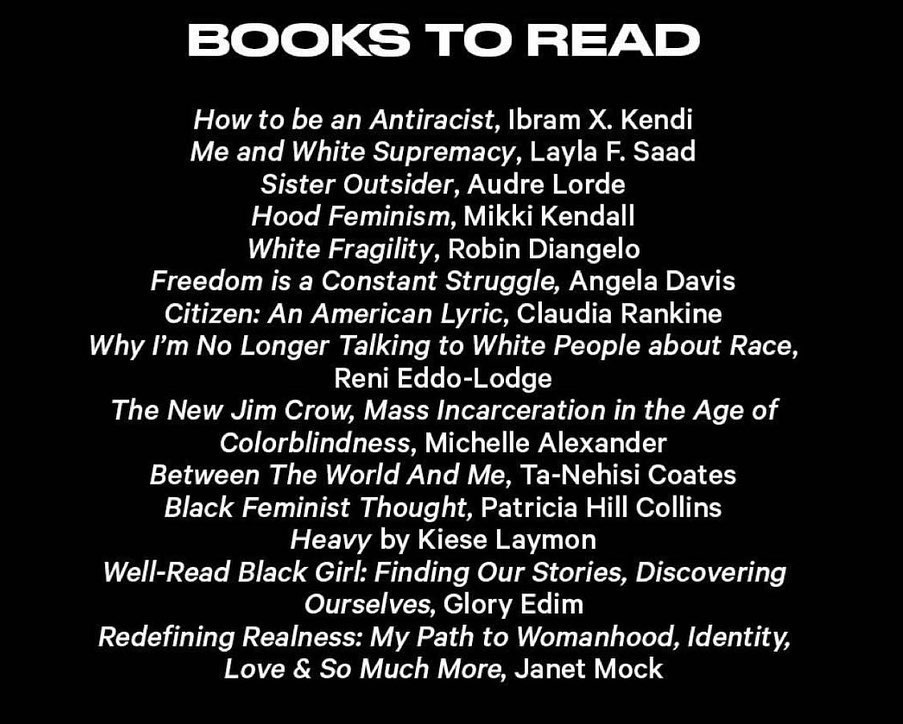 BOOKS TO READ
How to be an Antiracist, Ibram X. Kendi
Me and White Supremacy, Layla F. Saad
Sister Outsider, Audre Lorde
Hood Feminism, Mikki Kendall
White Fragility, Robin Diangelo
Freedom is a Constant Struggle, Angela Davis
Citizen: An American Lyric, Claudia Rankine
Why I’m No Longer Talking to White People about Race,
Reni Eddo-Lodge
The New Jim Crow, Mass Incarceration in the Age of
Colorblindness, Michelle Alexander
Between The World And Me, Ta-Nehisi Coates
Black Feminist Thought, Patricia Hill Collins
Heavy by Kiese Laymon
Well-Read Black Girl: Finding Our Stories, Discovering
Ourselves, Glory Edim
Redefining Realness: My Path to Womanhood, Identity,
Love & So Much More, Janet Mock